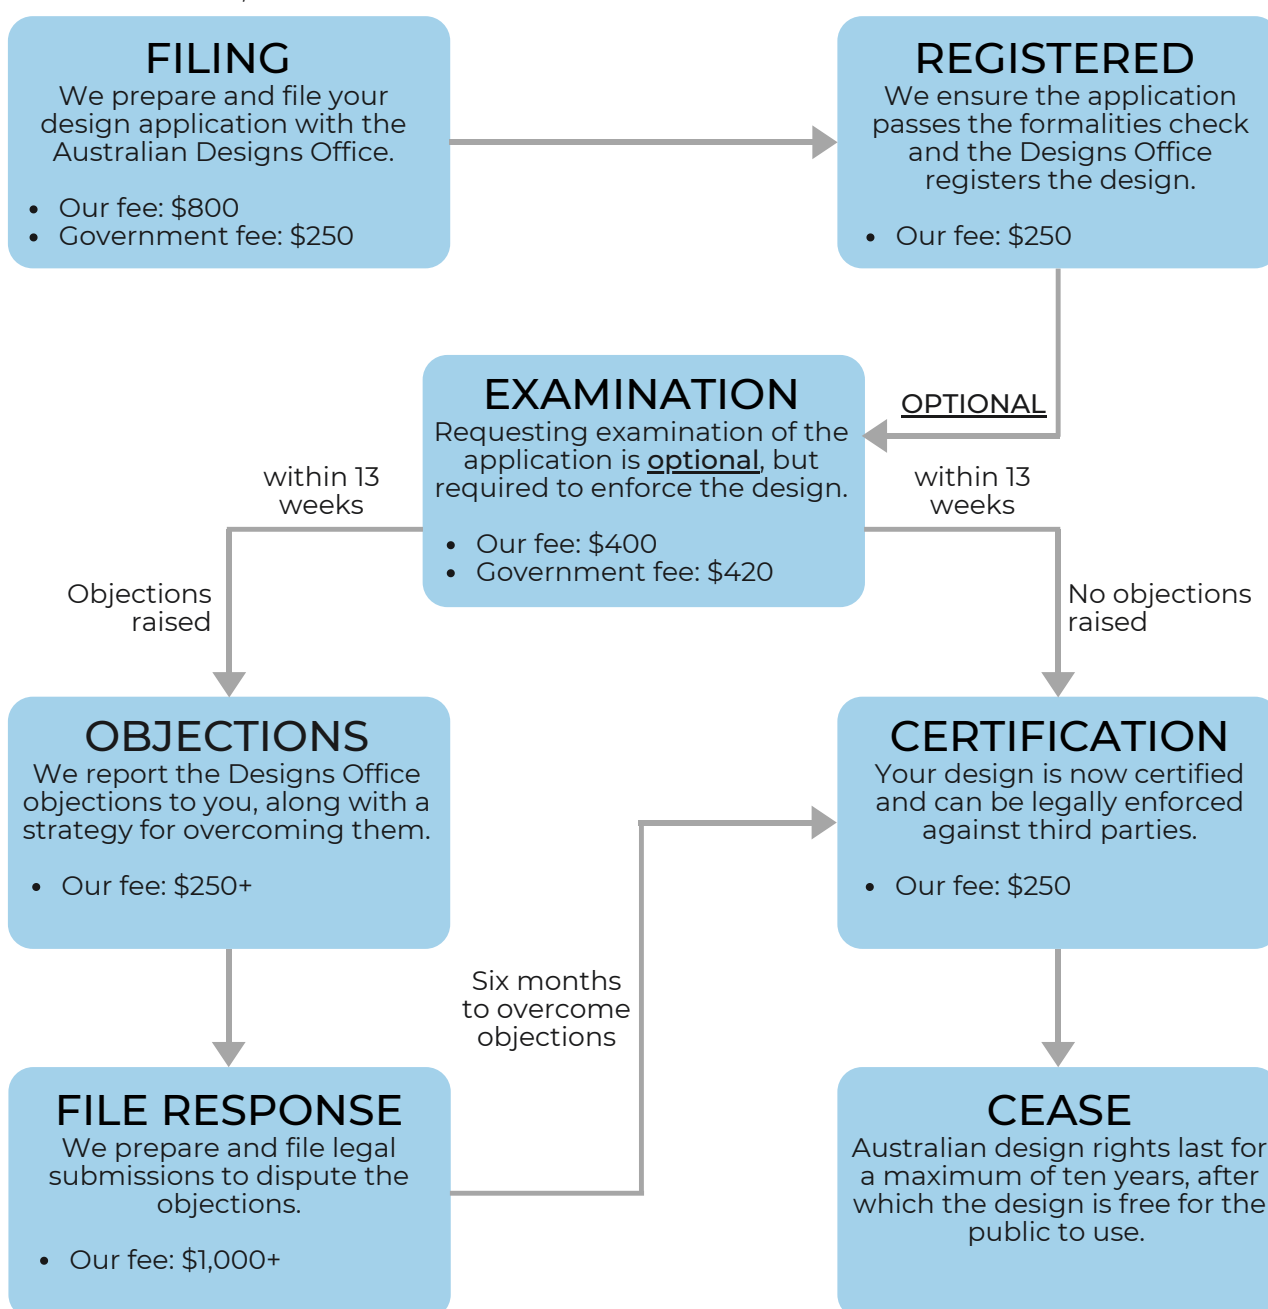 FILING
We prepare and file your
design application with the
Australian Designs Office.
• Our fee: $800
• Government fee: $250
REGISTERED
We ensure the application
passes the formalities check
and the Designs Office
registers the design.
• Our fee: $250
OPTIONAL
EXAMINATION
Requesting examination of the
application is optional, but
required to enforce the design.
• Our fee: $400
• Government fee: $420
within 13
weeks
within 13
weeks
Objections
raised
No objections
raised
OBJECTIONS
We report the Designs Office
objections to you, along with a
strategy for overcoming them.
• Our fee: $250+
CERTIFICATION
Your design is now certified
and can be legally enforced
against third parties.
• Our fee: $250
Six months
to overcome
objections
FILE RESPONSE
We prepare and file legal
submissions to dispute the
objections.
• Our fee: $1,000+
CEASE
Australian design rights last for
a maximum of ten years, after
which the design is free for the
public to use.